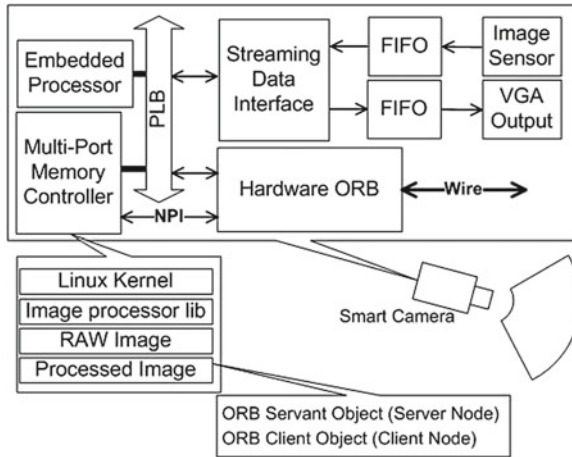 Embedded
Processor
PLB
Streaming
Data
Interface
FIFO
Image
Sensor
FIFO
VGA
Output
Multi-Port
Memory
Controller
NPI
Hardware ORB
Wire
Linux Kernel
Image processor lib
RAW Image
Processed Image
Smart Camera
ORB Servant Object (Server Node)
ORB Client Object (Client Node)